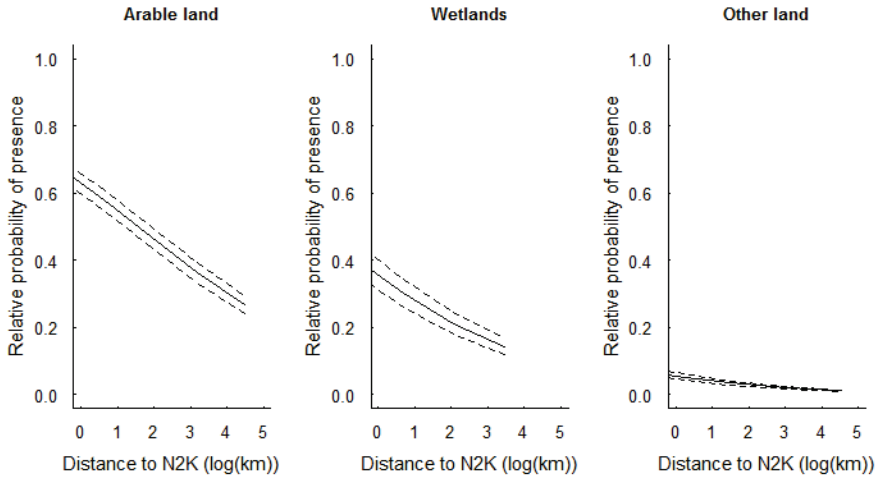 Arable land
Relative probability of presence
1.0
0.8
0.6
0.4
0.2
0.0
0 1 2 3 4 5
Distance to N2K (log(km))
Wetlands
Relative probability of presence
1.0
0.8
0.6
0.4
0.2
0.0
0 1 2 3 4 5
Distance to N2K (log(km))
Other land
Relative probability of presence
1.0
0.8
0.6
0.4
0.2
0.0
0 1 2 3 4 5
Distance to N2K (log(km))